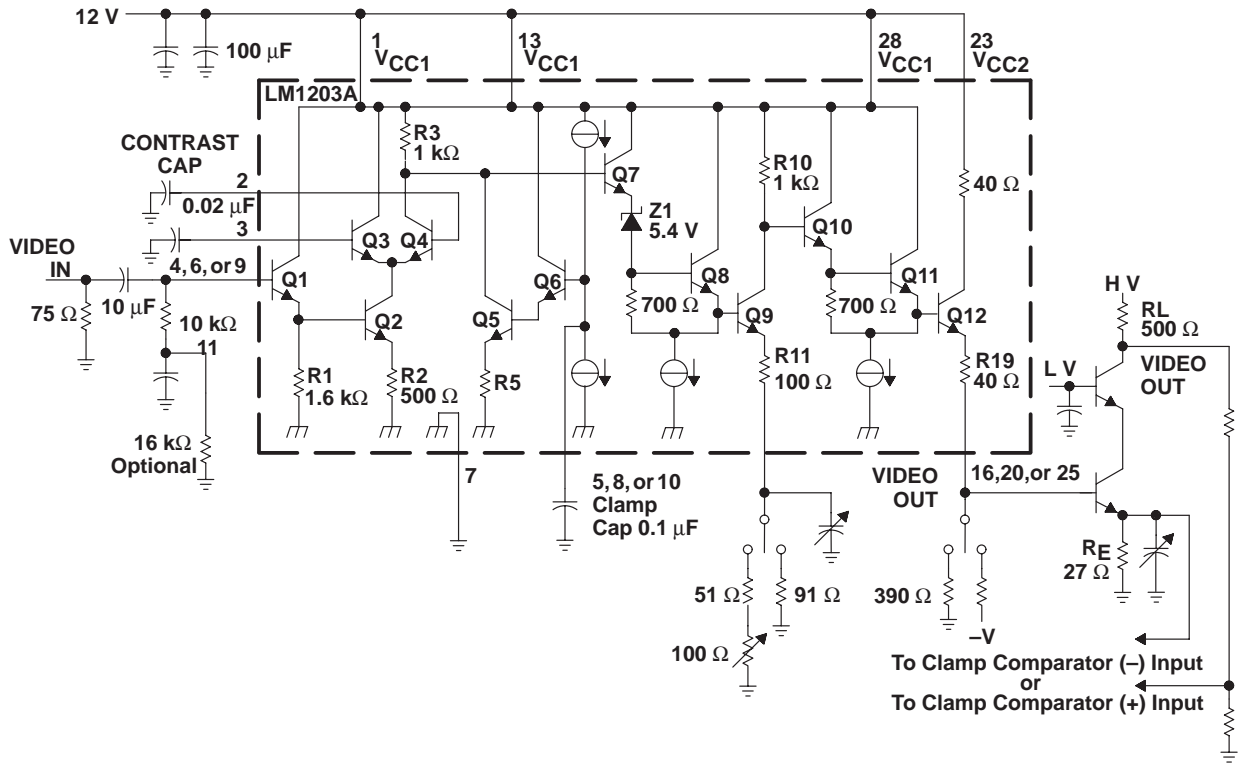 12 V
100 µF
1
VCC1
13
VCC1
28
VCC1
23
VCC2
LM1203A
CONTRAST
CAP
2
0.02 µF
3
R3
1 kΩ
Q7
Z1
5.4 V
R10
1 kΩ
40 Ω
VIDEO
IN
4, 6, or 9
Q1
Q3
Q4
Q6
Q8
Q10
Q11
75 Ω
10 µF
10 kΩ
11
Q2
Q5
700 Ω
Q9
700 Ω
Q12
H V
RL
500 Ω
R1
1.6 kΩ
R2
500 Ω
R5
R11
100 Ω
R19
40 Ω
L V
VIDEO
OUT
16 kΩ
Optional
7
5, 8, or 10
Clamp
Cap 0.1 µF
VIDEO
OUT
16,20,or 25
51 Ω
91 Ω
390 Ω
RE
27 Ω
100 Ω
–V
To Clamp Comparator (–) Input
or
To Clamp Comparator (+) Input